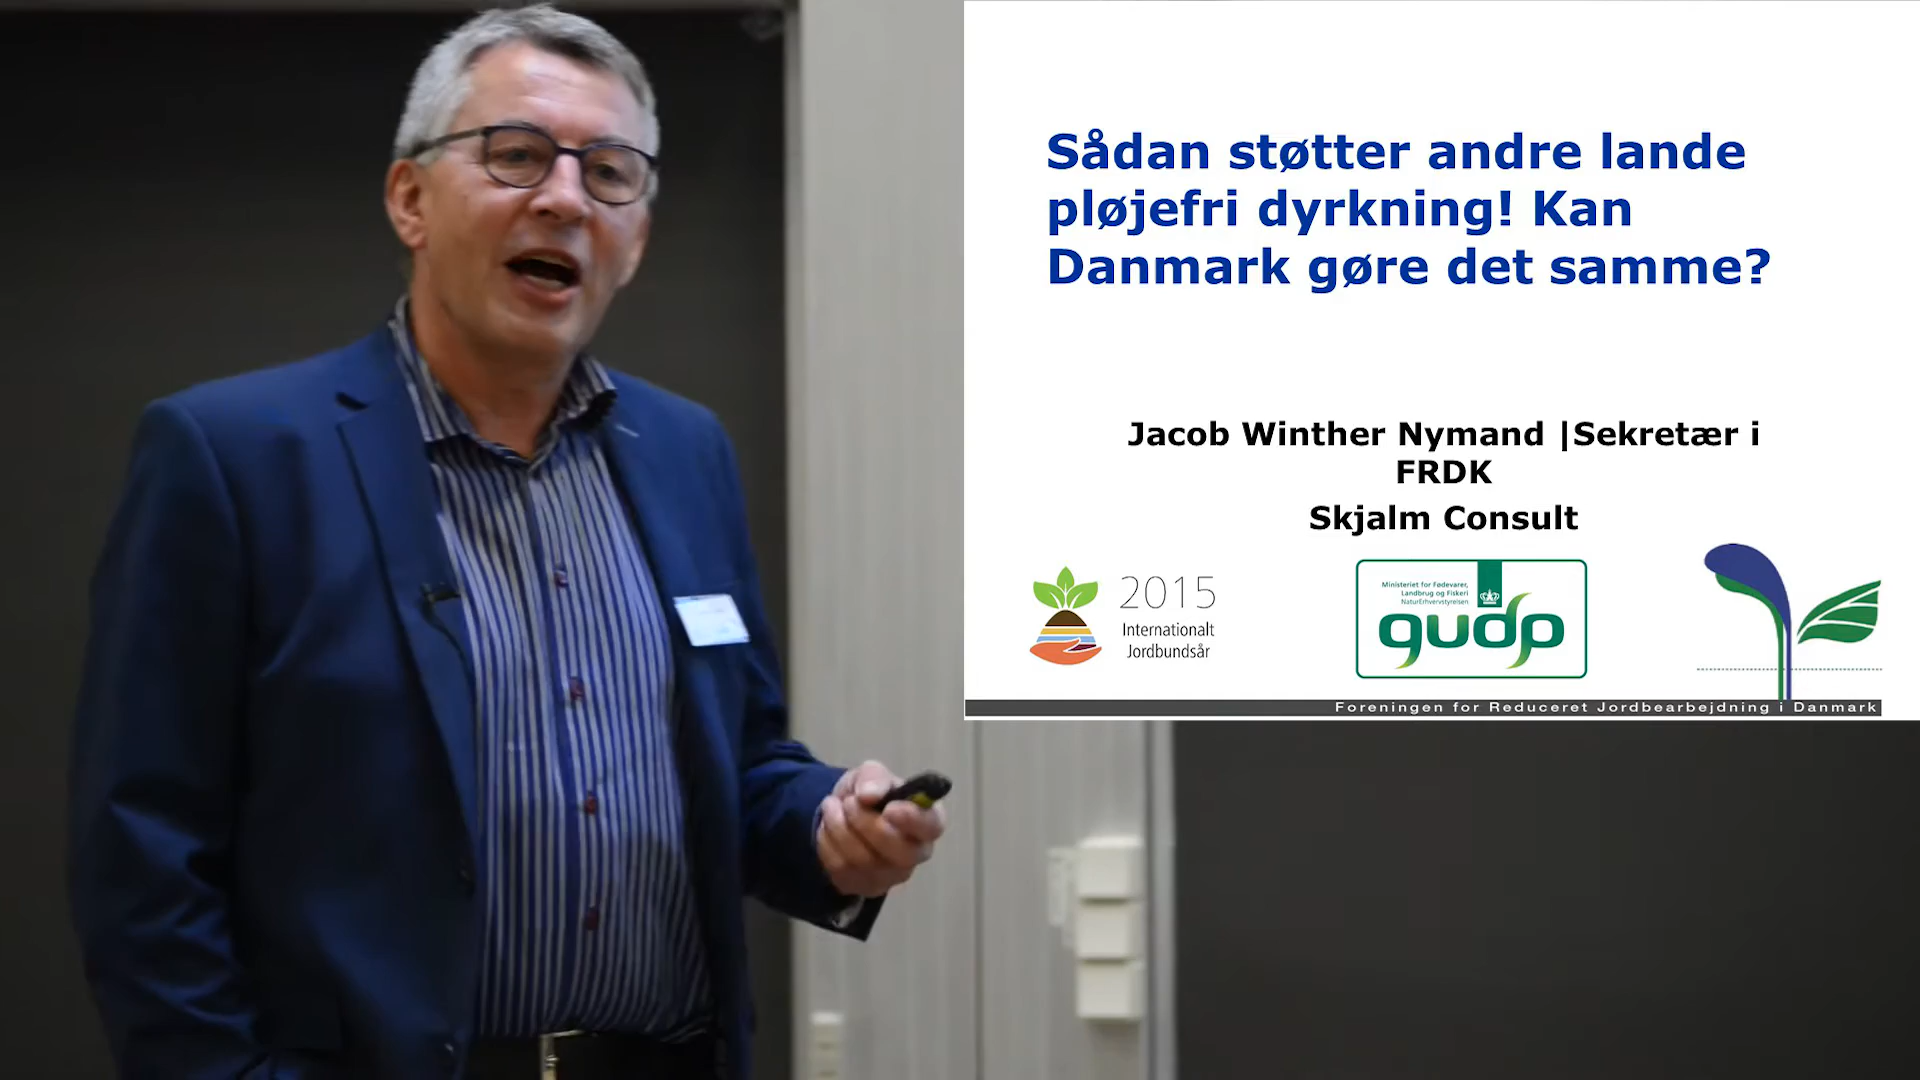 Sådan støtter andre lande
pløjefri dyrkning! Kan
Danmark gøre det samme?
Jacob Winther Nymand |Sekretær i
FRDK
Skjalm Consult
2015
Internationalt
Jordbundsår
Ministeriet for Fødevarer,
Landbrug og Fiskeri
NaturErhvervstyrelsen
gudp
Foreningen for Reduceret Jordbearbejdning i Danmark